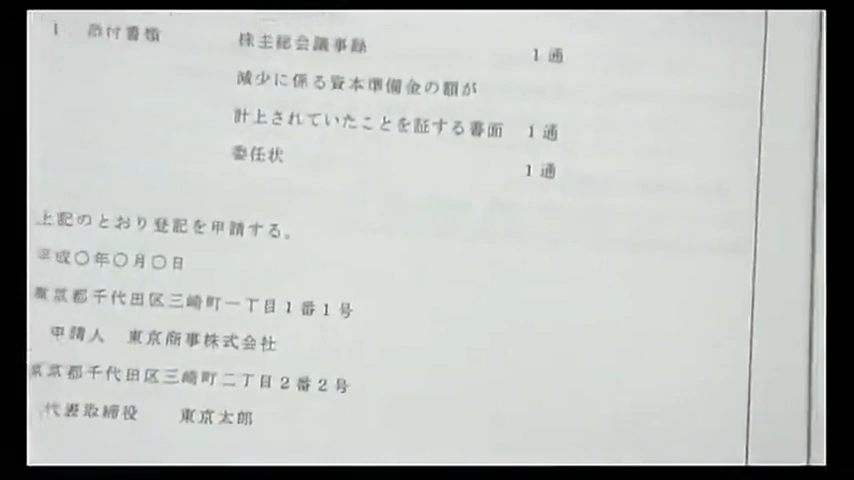 1 添付書類 株主総会議事録 1通
減少に係る資本準備金の額が
計上されていたことを証する書面 1通
委任状 1通
上記のとおり登記を申請する。
平成〇年〇月〇日
東京都千代田区三崎町一丁目1番1号
申請人 東京商事株式会社
東京都千代田区三崎町二丁目2番2号
代表取締役 東京太郎